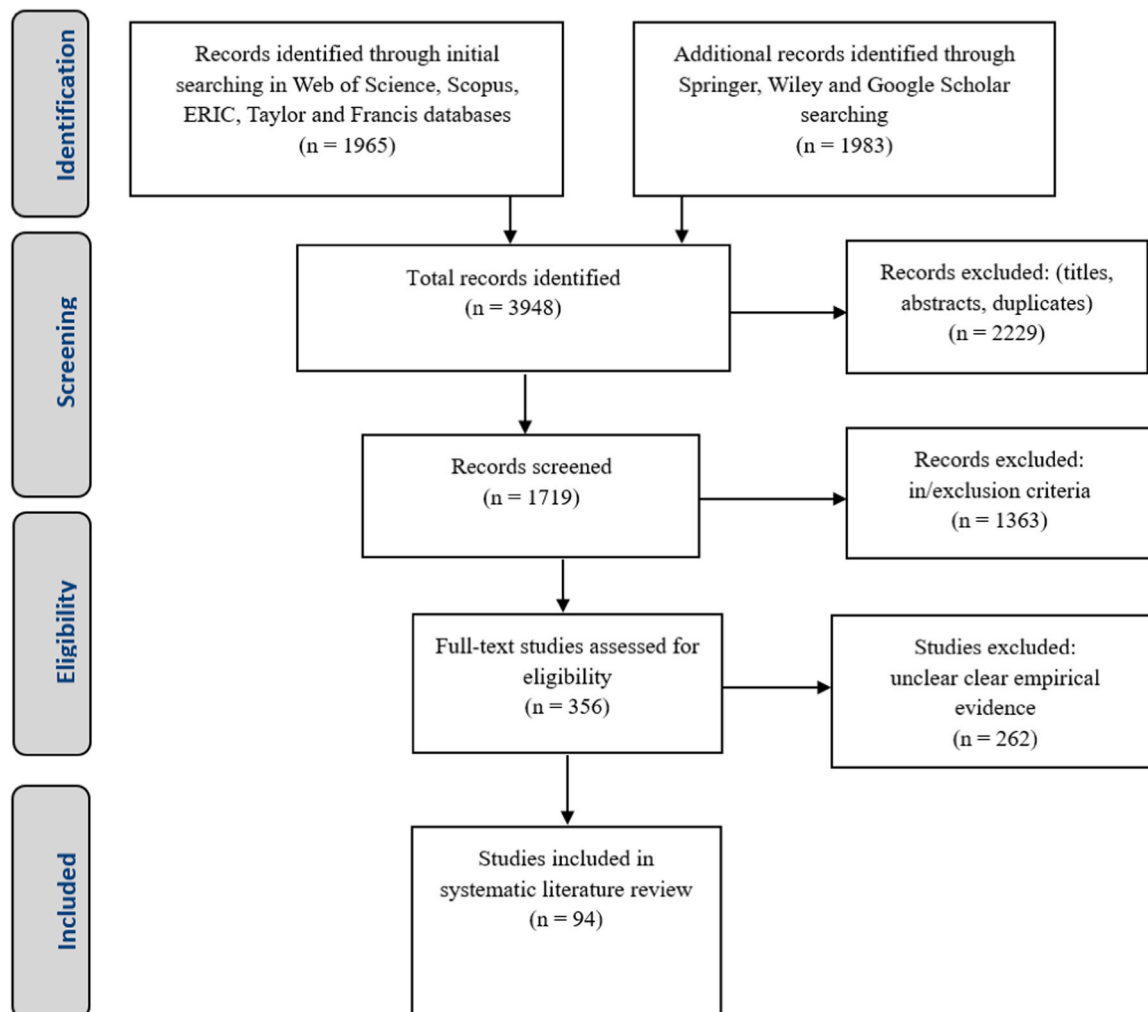 Identification
Records identified through initial
searching in Web of Science, Scopus,
ERIC, Taylor and Francis databases
(n = 1965)
Additional records identified through
Springer, Wiley and Google Scholar
searching
(n = 1983)
Screening
Total records identified
(n = 3948)
Records excluded: (titles,
abstracts, duplicates)
(n = 2229)
Records screened
(n = 1719)
Records excluded:
in/exclusion criteria
(n = 1363)
Eligibility
Full-text studies assessed for
eligibility
(n = 356)
Studies excluded:
unclear clear empirical
evidence
(n = 262)
Included
Studies included in
systematic literature review
(n = 94)